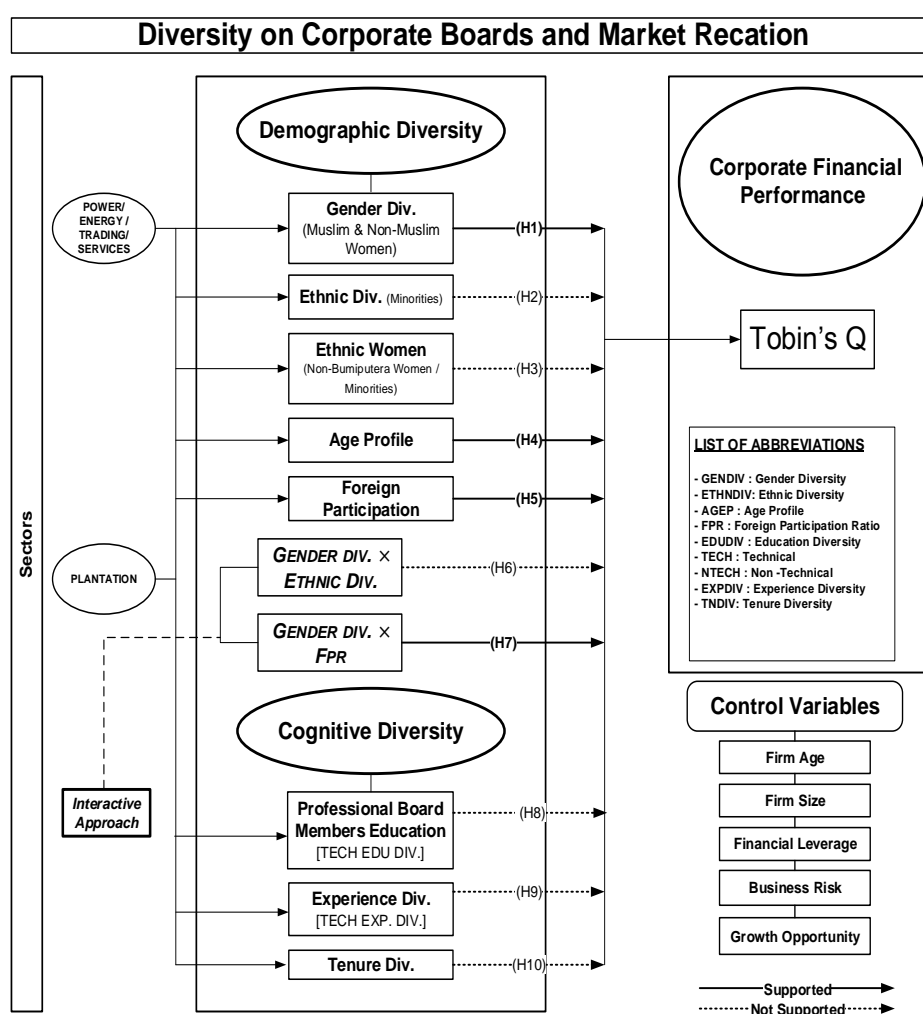 Diversity on Corporate Boards and Market Recation
Sectors
POWER/
ENERGY /
TRADING/
SERVICES
PLANTATION
Interactive
Approach
Demographic Diversity
Gender Div.
(Muslim & Non-Muslim
Women)
(H1)
Ethnic Div. (Minorities)
(H2)
Ethnic Women
(Non-Bumiputera Women /
Minorities)
(H3)
Age Profile
(H4)
Foreign
Participation
(H5)
GENDER DIV. ×
ETHNIC DIV.
(H6)
GENDER DIV. ×
FPR
(H7)
Cognitive Diversity
Professional Board
Members Education
[TECH EDU DIV.]
(H8)
Experience Div.
[TECH EXP. DIV.]
(H9)
Tenure Div.
(H10)
Corporate Financial
Performance
Tobin's Q
LIST OF ABBREVIATIONS
- GENDIV : Gender Diversity
- ETHNDIV: Ethnic Diversity
- AGEP : Age Profile
- FPR : Foreign Participation Ratio
- EDUDIV : Education Diversity
- TECH : Technical
- NTECH : Non -Technical
- EXPDIV : Experience Diversity
- TNDIV: Tenure Diversity
Control Variables
Firm Age
Firm Size
Financial Leverage
Business Risk
Growth Opportunity
Supported
Not Supported